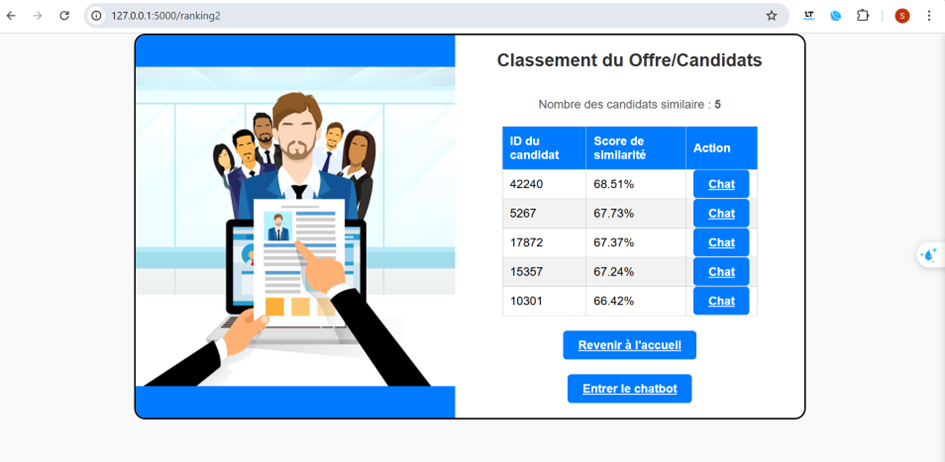 127.0.0.1:5000/ranking2
LT
S
Classement du Offre/Candidats
Nombre des candidats similaire : 5
ID du candidat Score de similarité Action
42240 68.51% Chat
5267 67.73% Chat
17872 67.37% Chat
15357 67.24% Chat
10301 66.42% Chat
Revenir à l'accueil
Entrer le chatbot